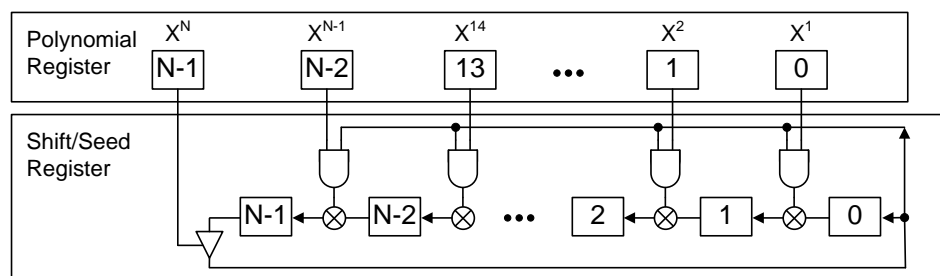 X^N X^N-1 X^14 X^2 X^1
Polynomial
Register
N-1 N-2 13 ••• 1 0
Shift/Seed
Register
N-1 N-2 ••• 2 1 0